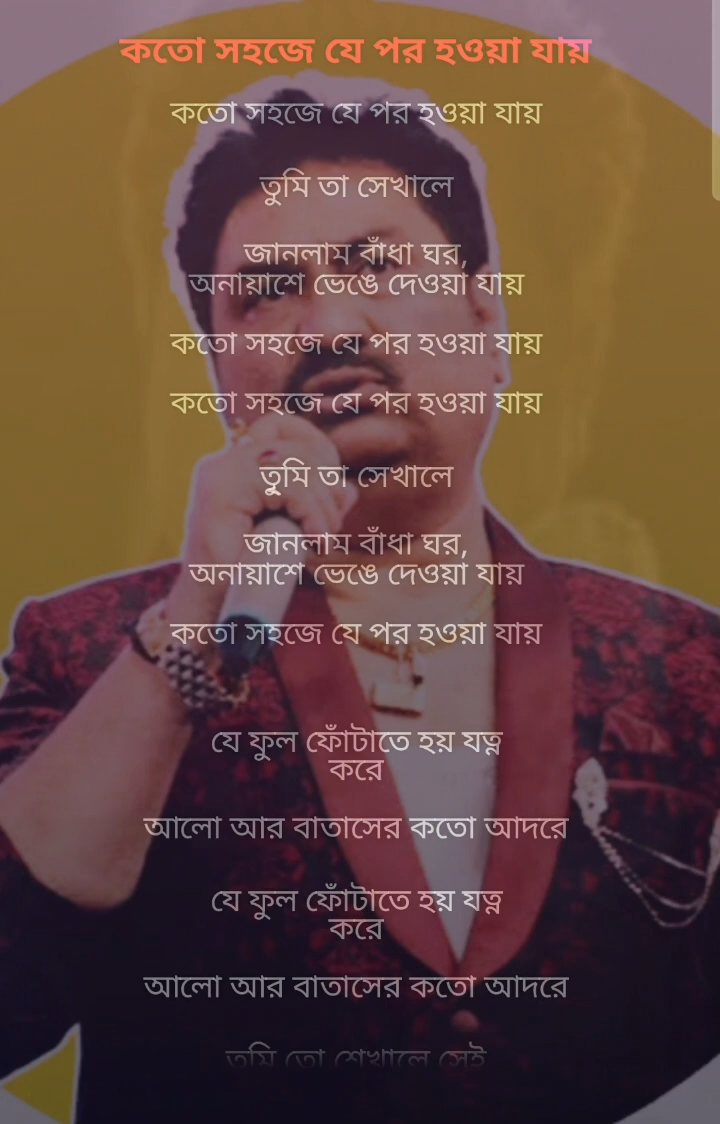 কতো সহজে যে পর হওয়া যায়
কতো সহজে যে পর হওয়া যায়
তুমি তা সেখালে
জানলাম বাঁধা ঘর,
অনায়াশে ভেঙে দেওয়া যায়
কতো সহজে যে পর হওয়া যায়
কতো সহজে যে পর হওয়া যায়
তুমি তা সেখালে
জানলাম বাঁধা ঘর,
অনায়াশে ভেঙে দেওয়া যায়
কতো সহজে যে পর হওয়া যায়
যে ফুল ফোঁটাতে হয় যত্ন
করে
আলো আর বাতাসের কতো আদরে
যে ফুল ফোঁটাতে হয় যত্ন
করে
আলো আর বাতাসের কতো আদরে
তুমি তো শেখালে সেই